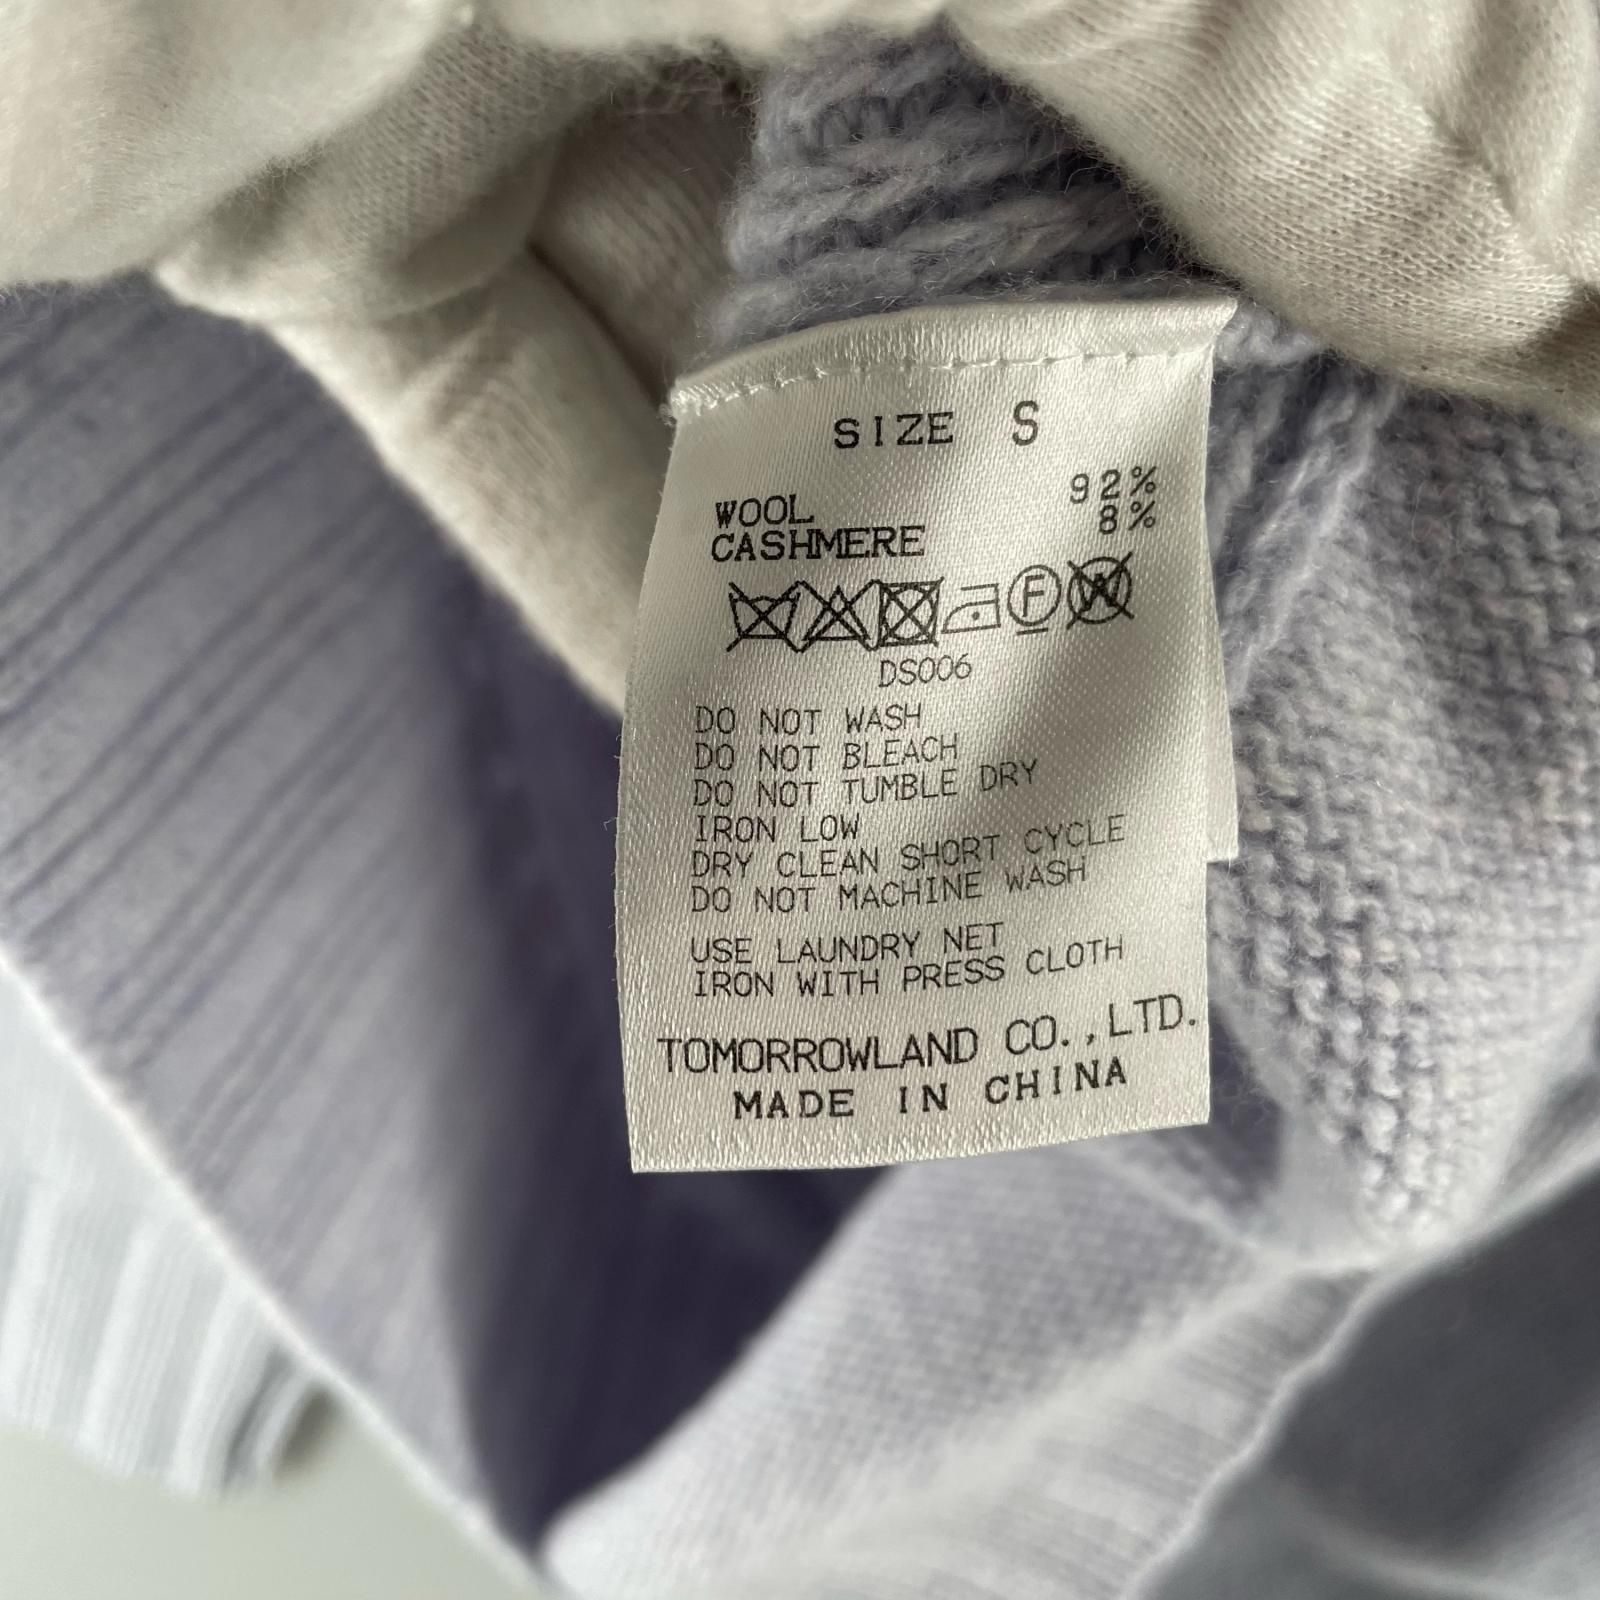 SIZE S
WOOL 92%
CASHMERE 8%
F W
DS006
DO NOT WASH
DO NOT BLEACH
DO NOT TUMBLE DRY
IRON LOW
DRY CLEAN SHORT CYCLE
DO NOT MACHINE WASH
USE LAUNDRY NET
IRON WITH PRESS CLOTH
TOMORROWLAND CO.,LTD.
MADE IN CHINA